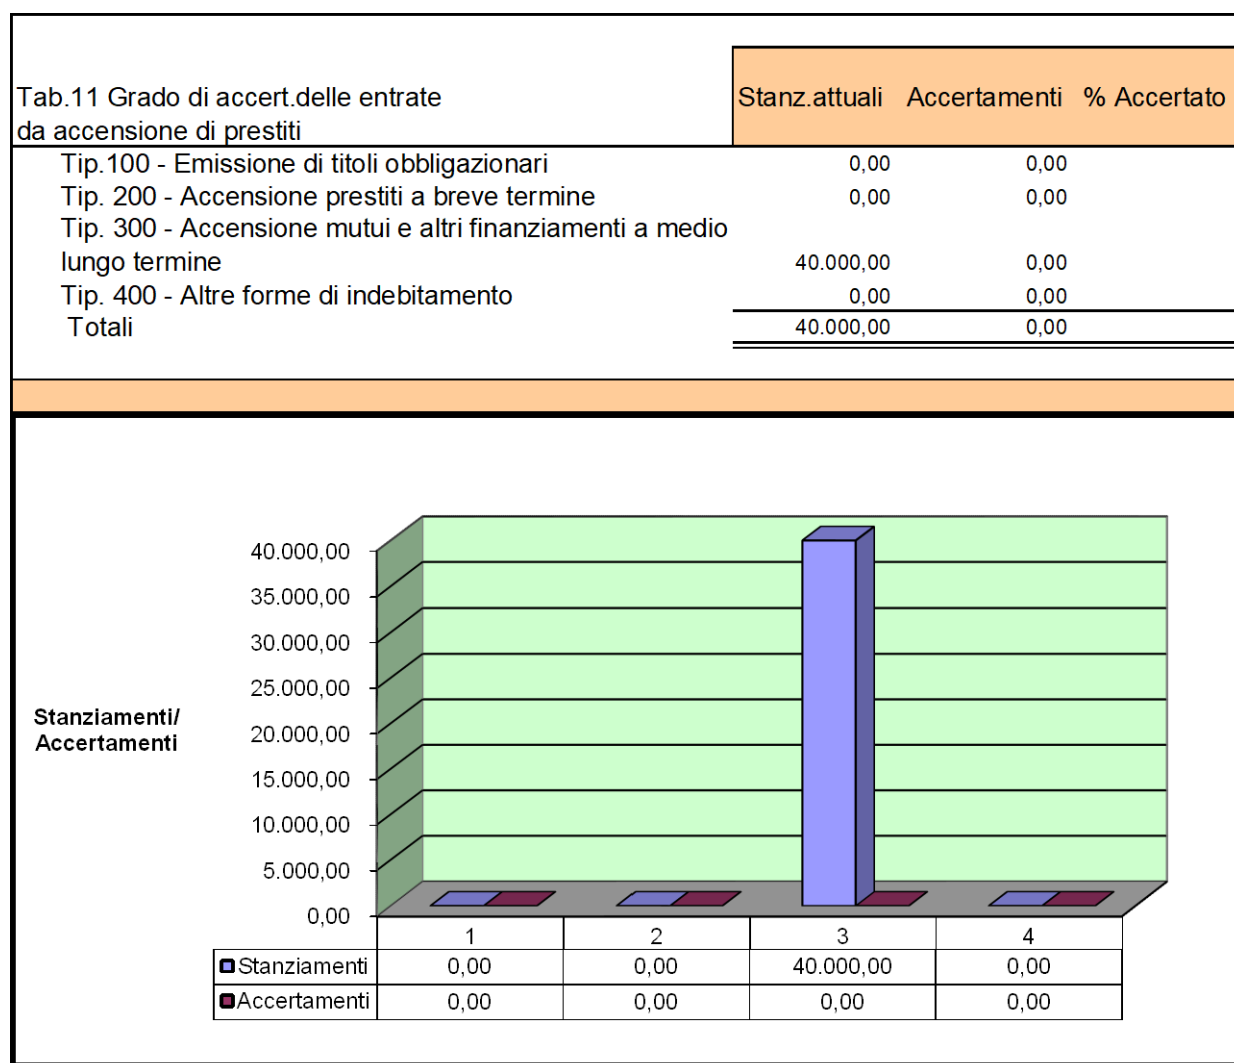 Tab.11 Grado di accert.delle entrate
da accensione di prestiti
Stanz.attuali Accertamenti % Accertato
Tip.100 - Emissione di titoli obbligazionari 0,00 0,00
Tip. 200 - Accensione prestiti a breve termine 0,00 0,00
Tip. 300 - Accensione mutui e altri finanziamenti a medio
lungo termine 40.000,00 0,00
Tip. 400 - Altre forme di indebitamento 0,00 0,00
Totali 40.000,00 0,00
Stanziamenti/
Accertamenti
40.000,00
35.000,00
30.000,00
25.000,00
20.000,00
15.000,00
10.000,00
5.000,00
0,00
1 2 3 4
Stanziamenti 0,00 0,00 40.000,00 0,00
Accertamenti 0,00 0,00 0,00 0,00